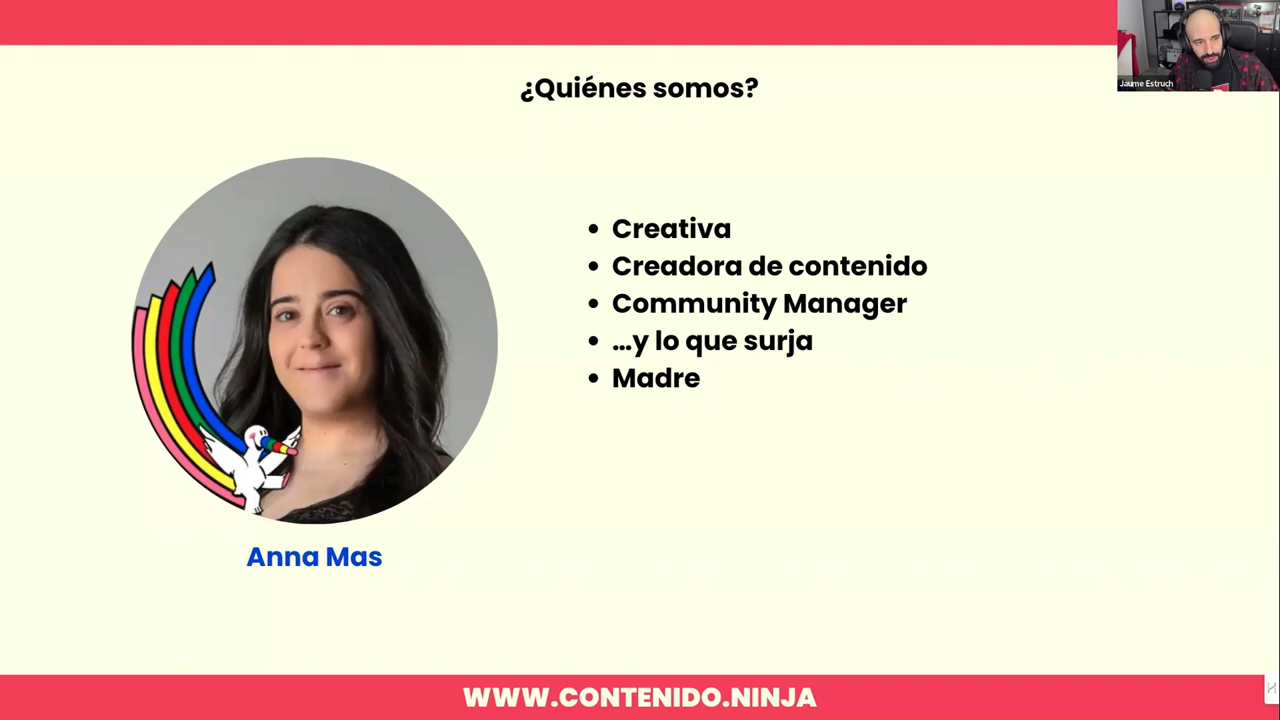 Jaume Estruch
¿Quiénes somos?
• Creativa
• Creadora de contenido
• Community Manager
• ...y lo que surja
• Madre
Anna Mas
WWW.CONTENIDO.NINJA